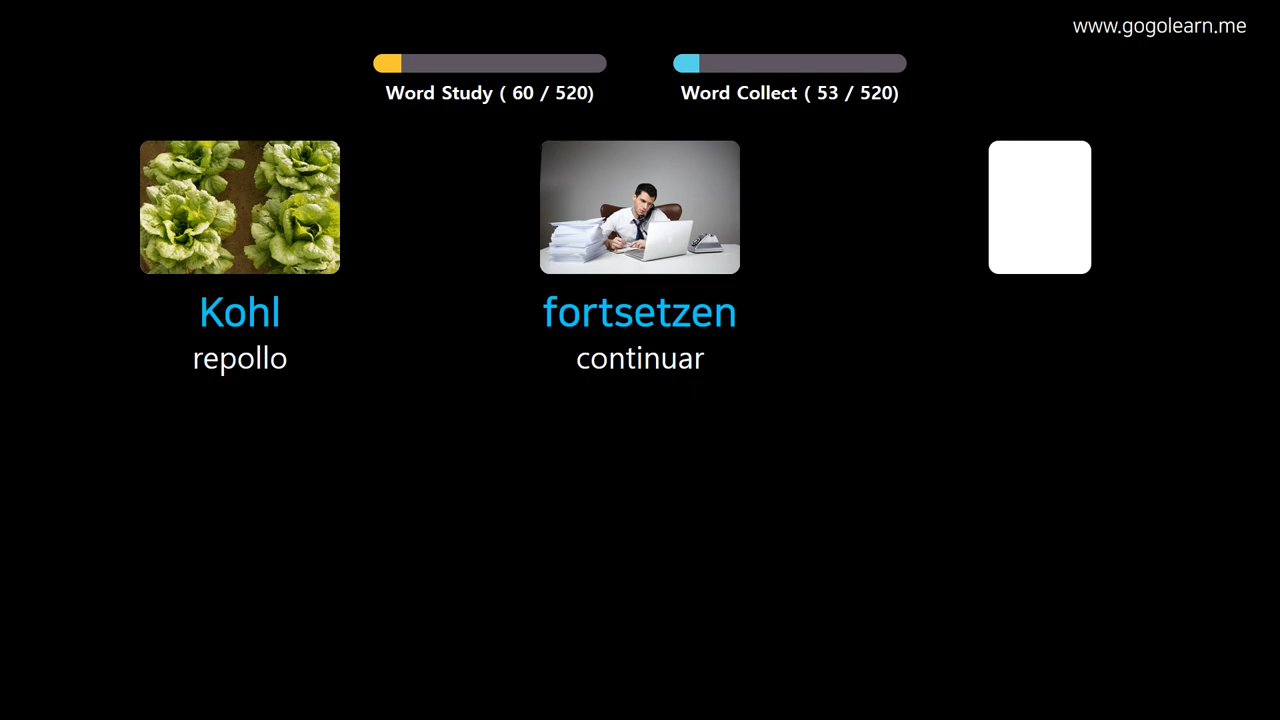 www.gogolearn.me
Word Study ( 60 / 520)
Word Collect ( 53 / 520)
Kohl
repollo
fortsetzen
continuar